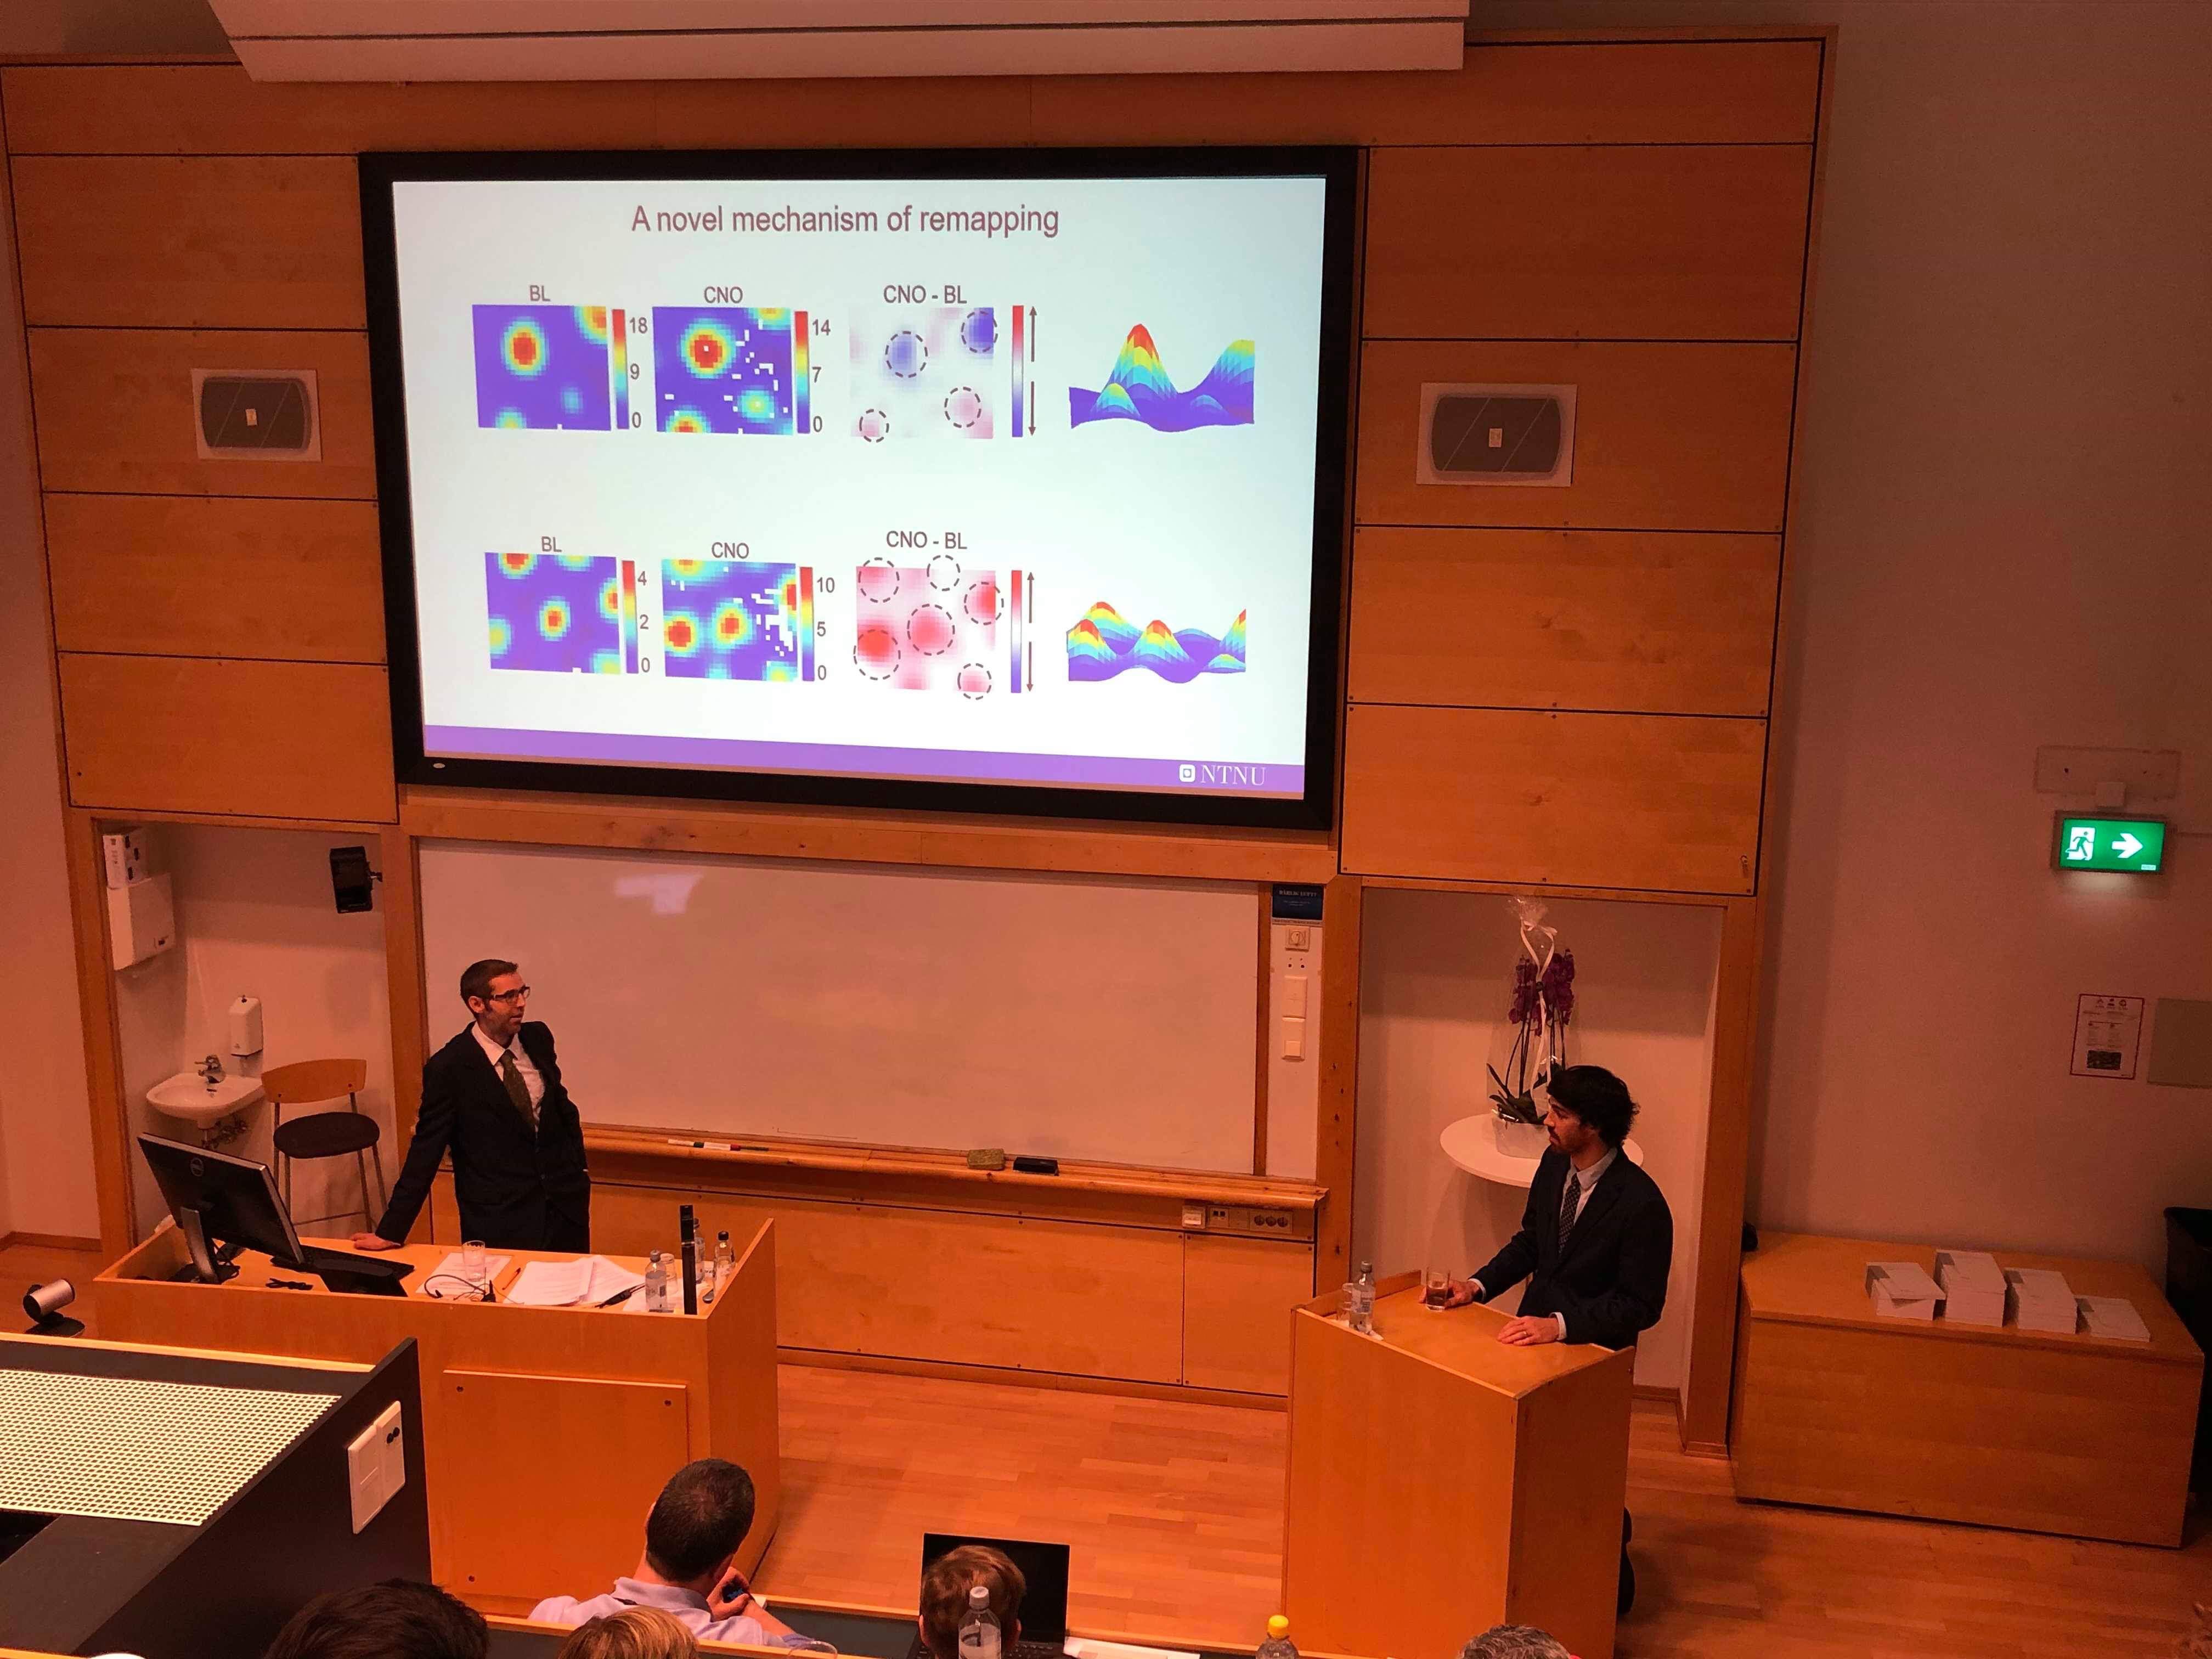 A novel mechanism of remapping
BL
CNO
CNO - BL
18
9
0
14
7
0
BL
CNO
CNO - BL
4
2
0
10
5
0
NTNU
DELL